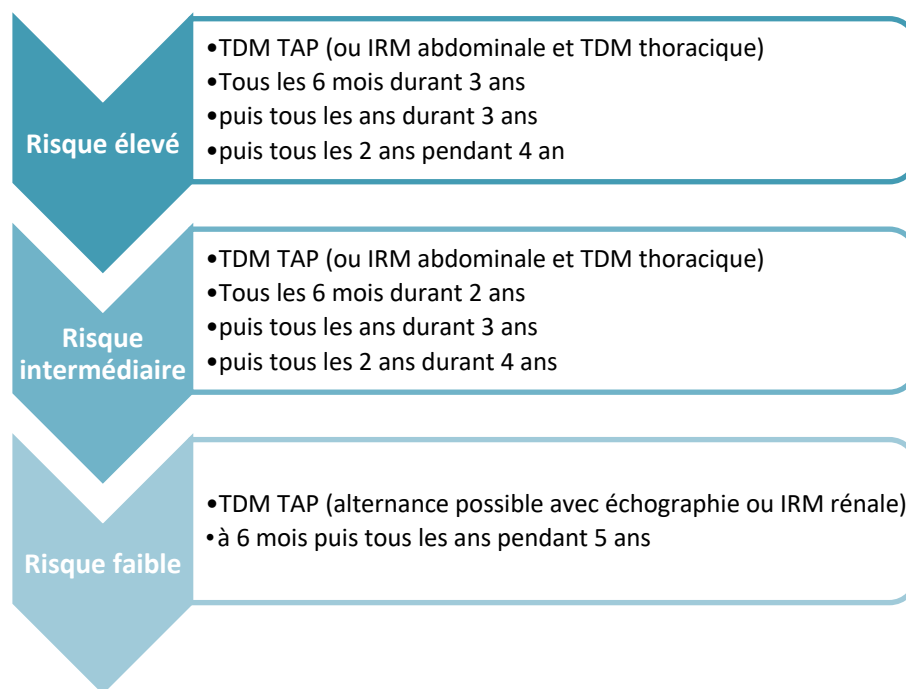 Risque élevé
•TDM TAP (ou IRM abdominale et TDM thoracique)
•Tous les 6 mois durant 3 ans
•puis tous les ans durant 3 ans
•puis tous les 2 ans pendant 4 an
Risque
intermédiaire
•TDM TAP (ou IRM abdominale et TDM thoracique)
•Tous les 6 mois durant 2 ans
•puis tous les ans durant 3 ans
•puis tous les 2 ans durant 4 ans
Risque faible
•TDM TAP (alternance possible avec échographie ou IRM rénale)
•à 6 mois puis tous les ans pendant 5 ans